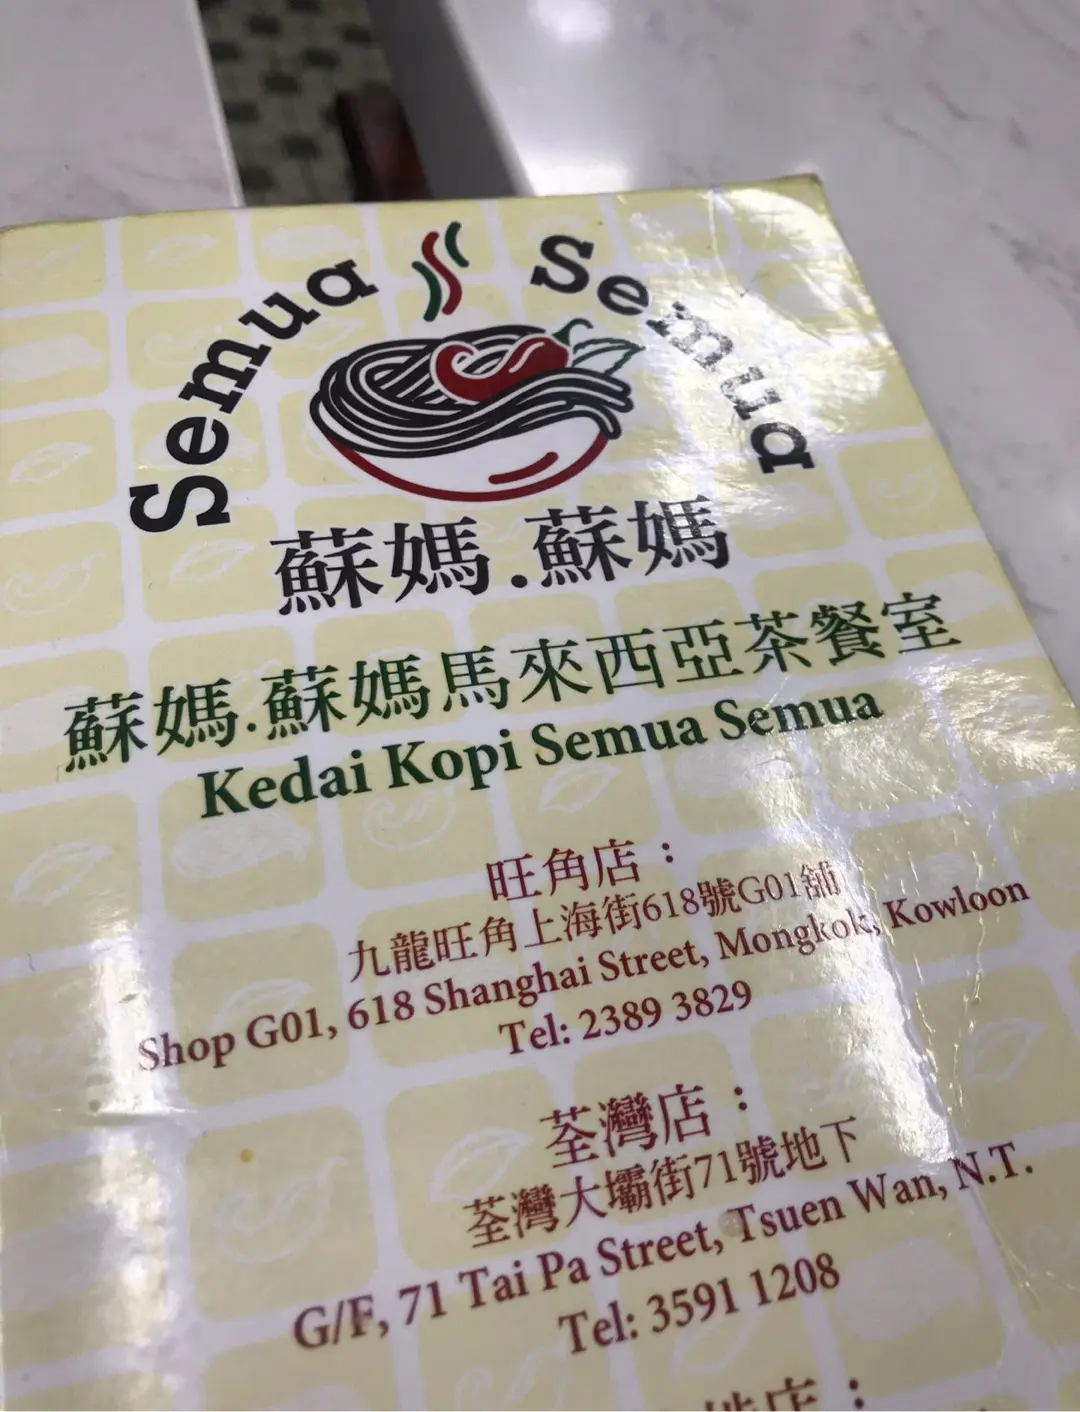 Semua Semua
蘇媽.蘇媽
蘇媽.蘇媽馬來西亞茶餐室
Kedai Kopi Semua Semua
旺角店：
九龍旺角上海街618號G01舖
Shop G01, 618 Shanghai Street, Mongkok, Kowloon
Tel: 2389 3829
荃灣店：
荃灣大壩街71號地下
G/F, 71 Tai Pa Street, Tsuen Wan, N.T.
Tel: 3591 1208
店：